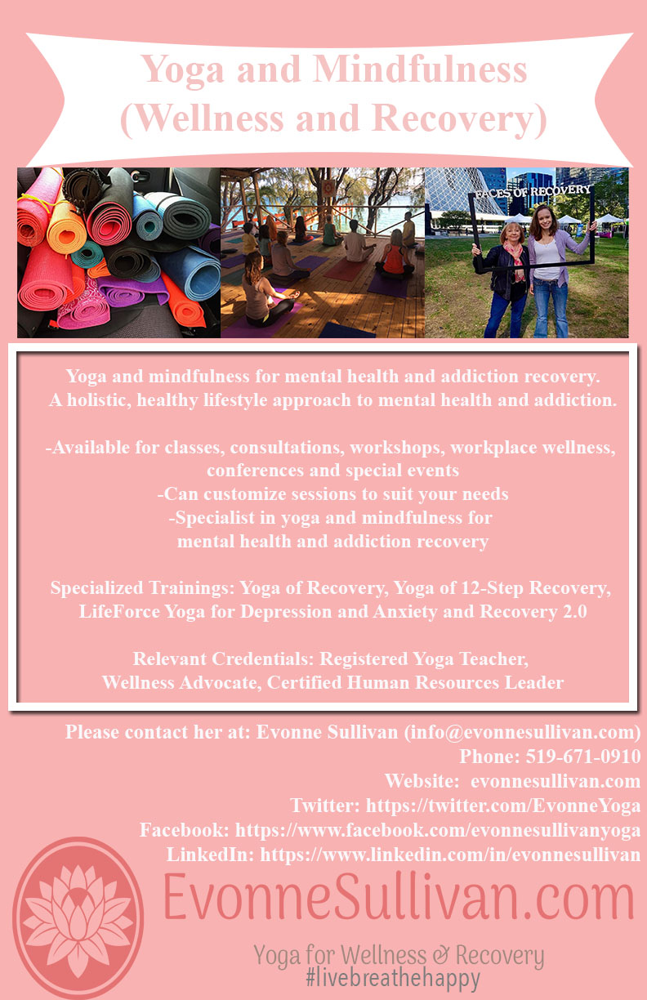 Yoga and Mindfulness
(Wellness and Recovery)
FACES OF RECOVERY
Yoga and mindfulness for mental health and addiction recovery.
A holistic, healthy lifestyle approach to mental health and addiction.
-Available for classes, consultations, workshops, workplace wellness,
conferences and special events
-Can customize sessions to suit your needs
-Specialist in yoga and mindfulness for
mental health and addiction recovery
Specialized Trainings: Yoga of Recovery, Yoga of 12-Step Recovery,
LifeForce Yoga for Depression and Anxiety and Recovery 2.0
Relevant Credentials: Registered Yoga Teacher,
Wellness Advocate, Certified Human Resources Leader
Please contact her at: Evonne Sullivan (info@evonnesullivan.com)
Phone: 519-671-0910
Website:  evonnesullivan.com
Twitter: https://twitter.com/EvonneYoga
Facebook: https://www.facebook.com/evonnesullivanyoga
LinkedIn: https://www.linkedin.com/in/evonnesullivan
EvonneSullivan.com
Yoga for Wellness & Recovery
#livebreathehappy